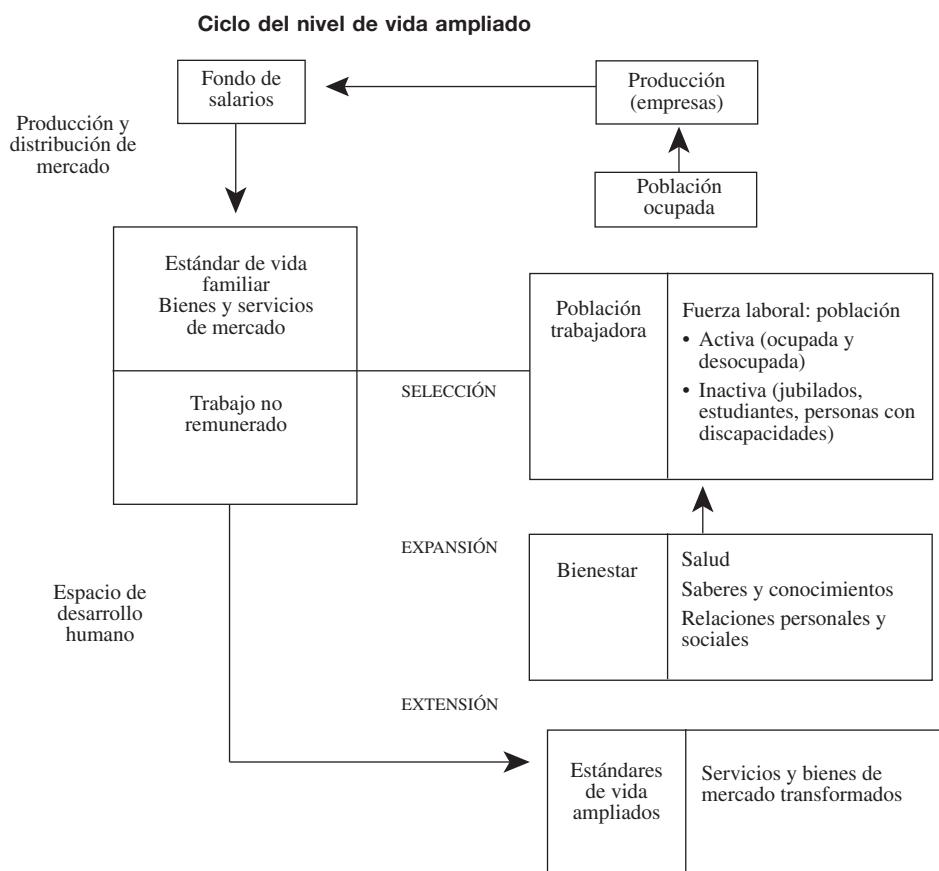 Ciclo del nivel de vida ampliado
Fondo de
salarios
Producción
(empresas)
Producción y
distribución de
mercado
Población
ocupada
Estándar de vida
familiar
Bienes y servicios
de mercado
Trabajo no
remunerado
SELECCIÓN
Población
trabajadora
Fuerza laboral: población
• Activa (ocupada y
desocupada)
• Inactiva (jubilados,
estudiantes, personas con
discapacidades)
Espacio de
desarrollo
humano
EXPANSIÓN
Bienestar
Salud
Saberes y conocimientos
Relaciones personales y
sociales
EXTENSIÓN
Estándares
de vida
ampliados
Servicios y bienes de
mercado transformados